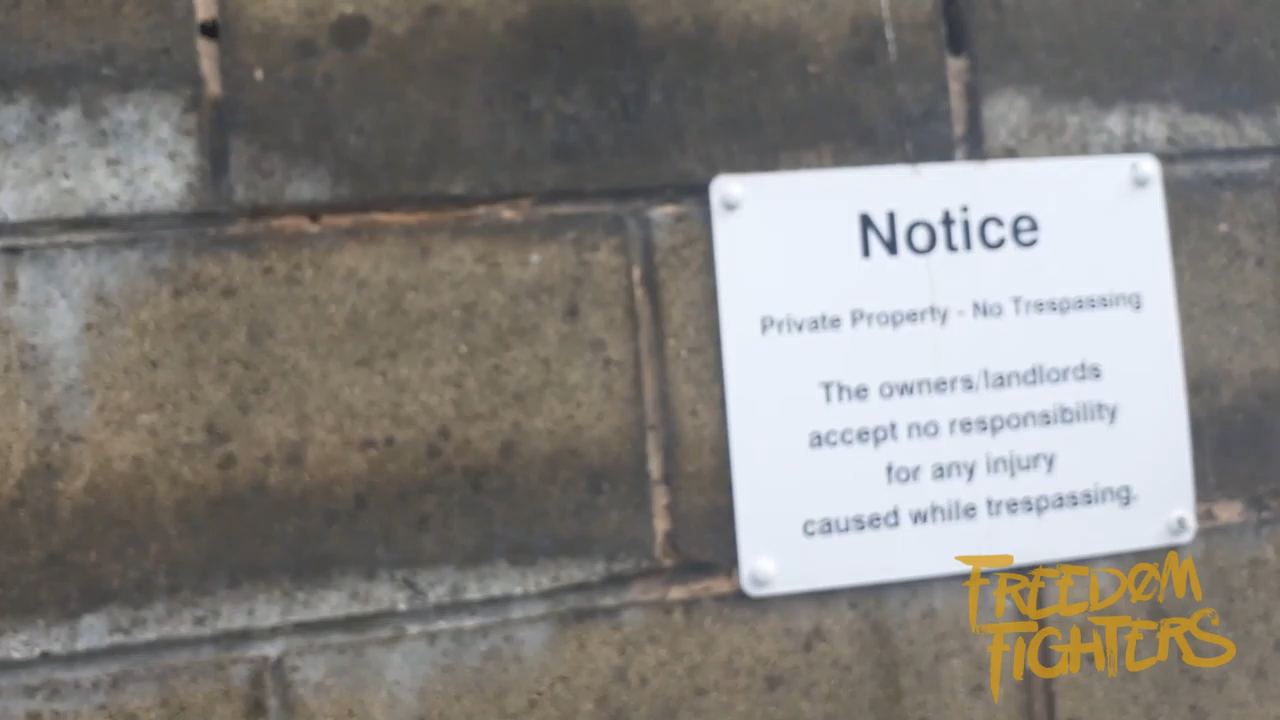 Notice
Private Property - No Trespassing
The owners/landlords
accept no responsibility
for any injury
caused while trespassing.
FREEDOM
FIGHTERS